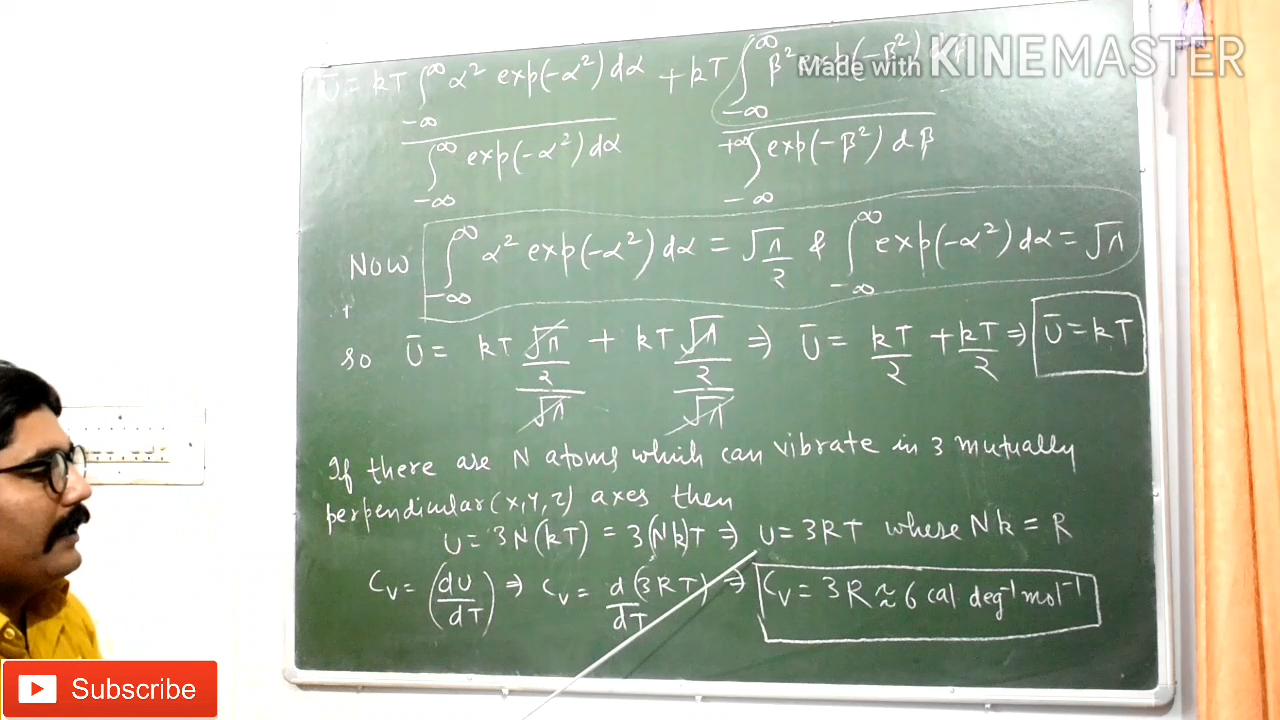 Ū = kT ∫_{-∞}^{∞} α² exp(-α²) dα / ∫_{-∞}^{∞} exp(-α²) dα + kT ∫_{-∞}^{∞} β² exp(-β²) dβ / ∫_{-∞}^{+∞} exp(-β²) dβ
Made with KINEMASTER
Now ∫_{-∞}^{∞} α² exp(-α²) dα = √π/2 & ∫_{-∞}^{∞} exp(-α²) dα = √π
so Ū = kT (√π/2)/√π + kT (√π/2)/√π ⇒ Ū = kT/2 + kT/2 ⇒ Ū = kT
If there are N atoms which can vibrate in 3 mutually
perpendicular (x,y,z) axes then
U = 3N(kT) = 3(Nk)T ⇒ U = 3RT where Nk = R
Cv = (dU/dT) ⇒ Cv = d/dT (3RT) ⇒ Cv = 3R ≈ 6 cal deg⁻¹ mol⁻¹
Subscribe